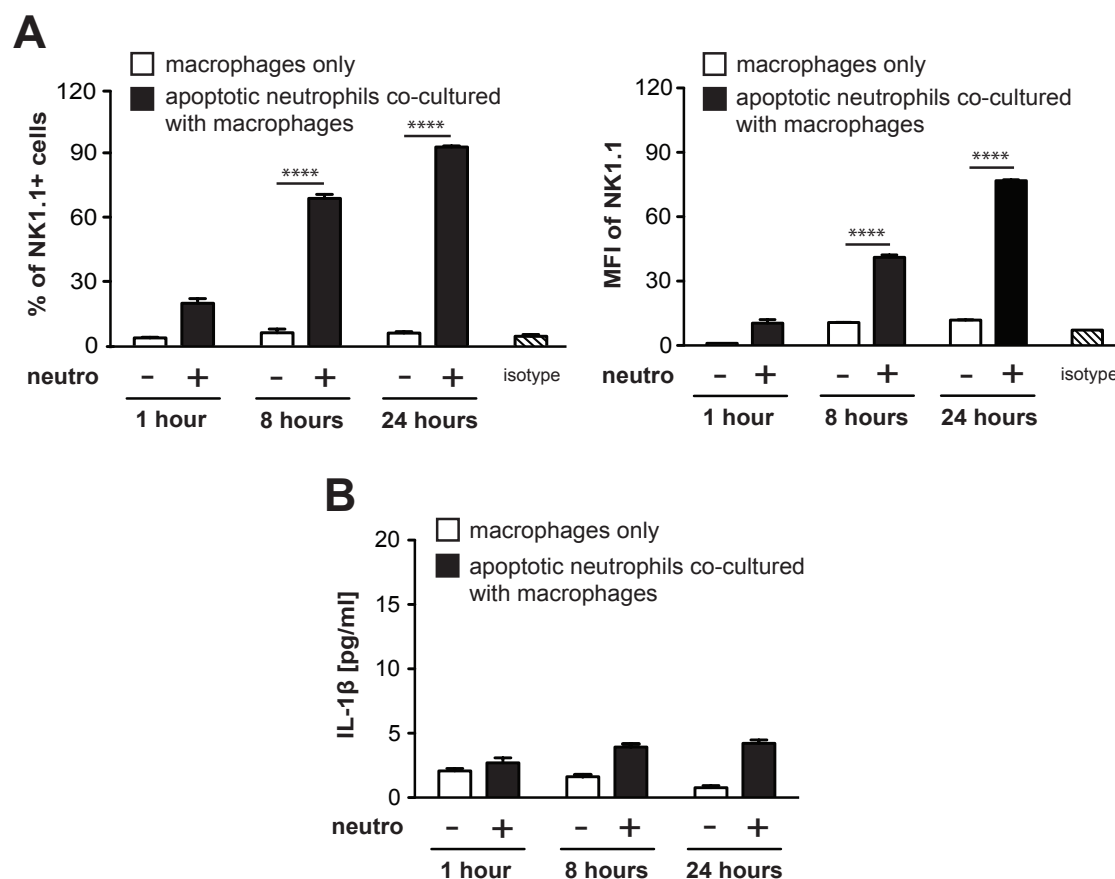 A
macrophages only
apoptotic neutrophils co-cultured
with macrophages
% of NK1.1+ cells
120
90
60
30
0
****
****
neutro - + - + - + isotype
1 hour 8 hours 24 hours
macrophages only
apoptotic neutrophils co-cultured
with macrophages
MFI of NK1.1
120
90
60
30
0
****
****
neutro - + - + - + isotype
1 hour 8 hours 24 hours
B
macrophages only
apoptotic neutrophils co-cultured
with macrophages
IL-1β [pg/ml]
20
15
10
5
0
neutro - + - + - +
1 hour 8 hours 24 hours